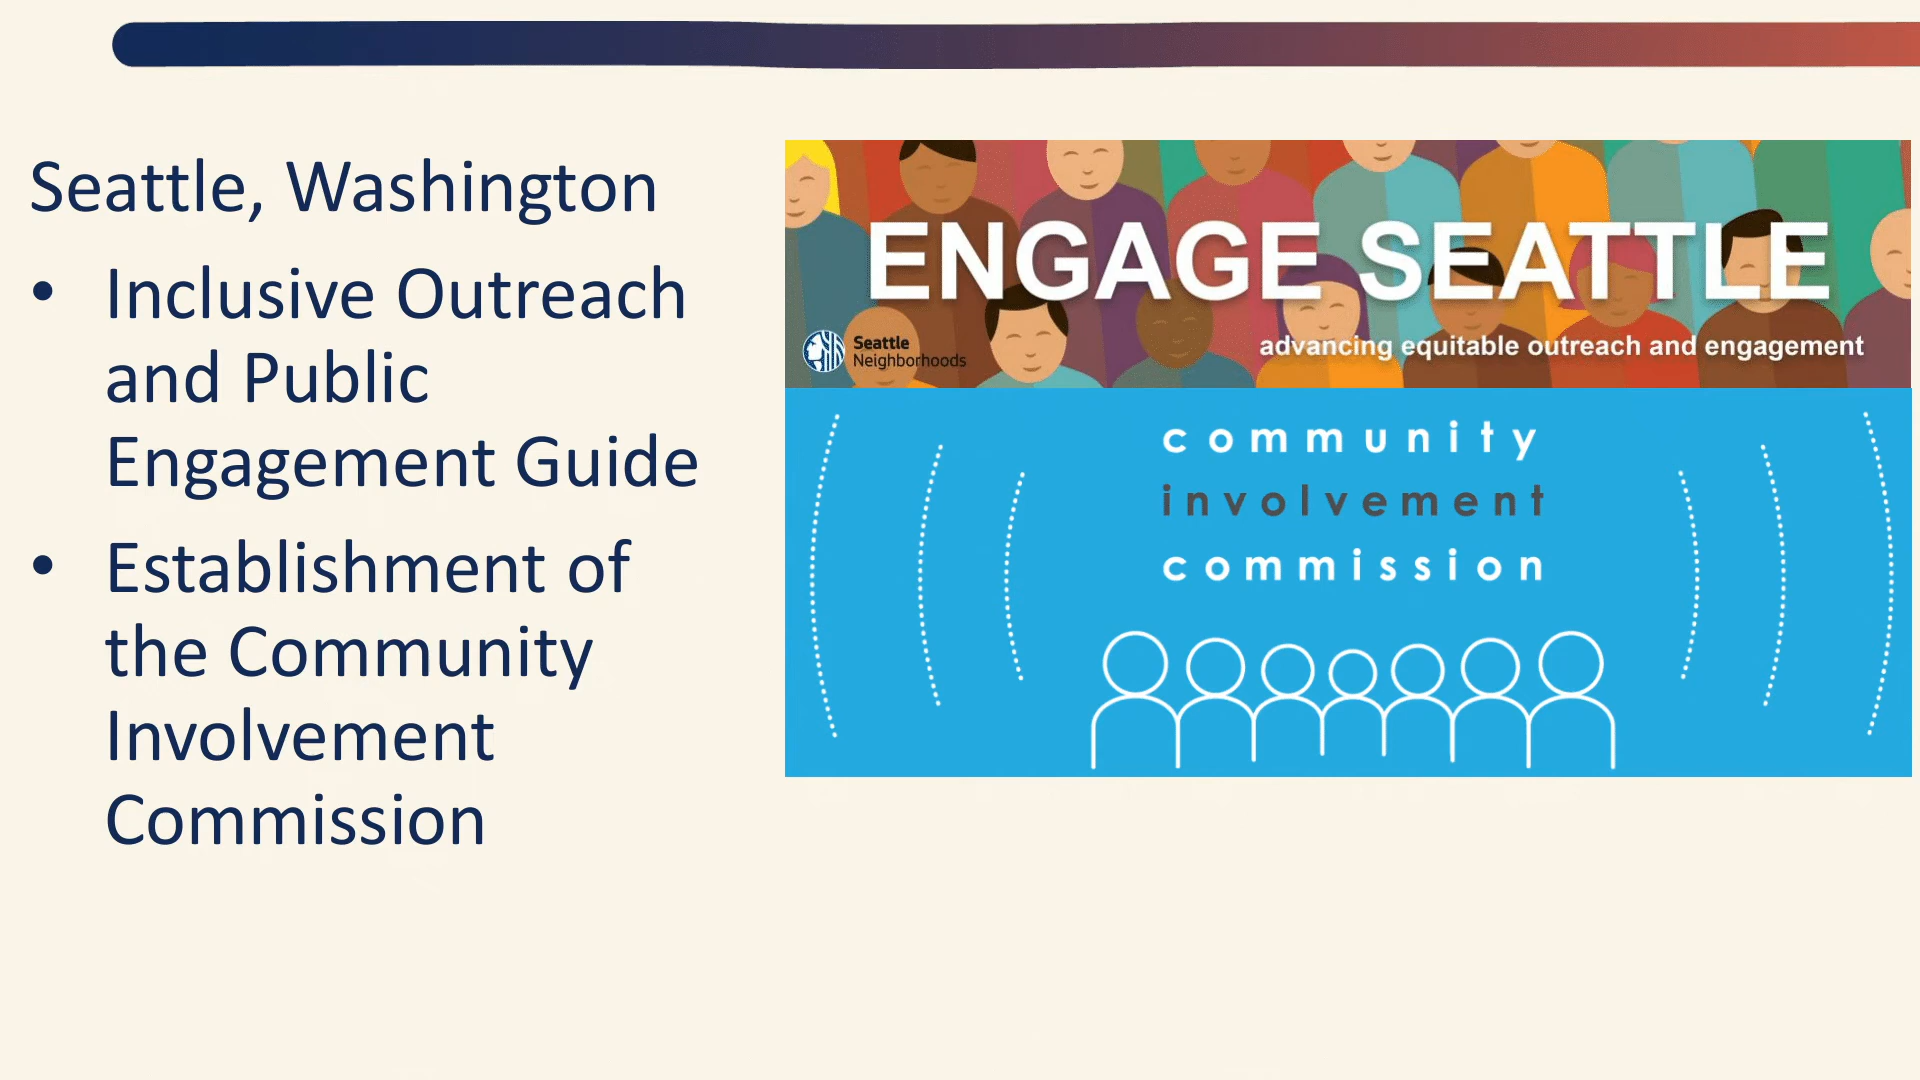 Seattle, Washington
• Inclusive Outreach
and Public
Engagement Guide
• Establishment of
the Community
Involvement
Commission
ENGAGE SEATTLE
Seattle
Neighborhoods
advancing equitable outreach and engagement
community
involvement
commission